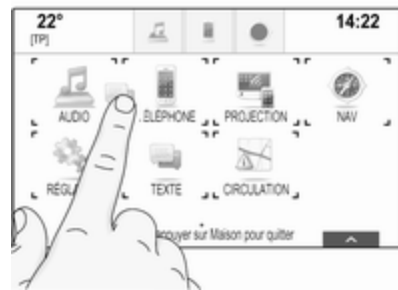 22° 14:22
[TP]
AUDIO .ÉLÉPHONE PROJECTION NAV
RÉGL TEXTE CIRCULATION
ppuyer sur Maison pour quitter